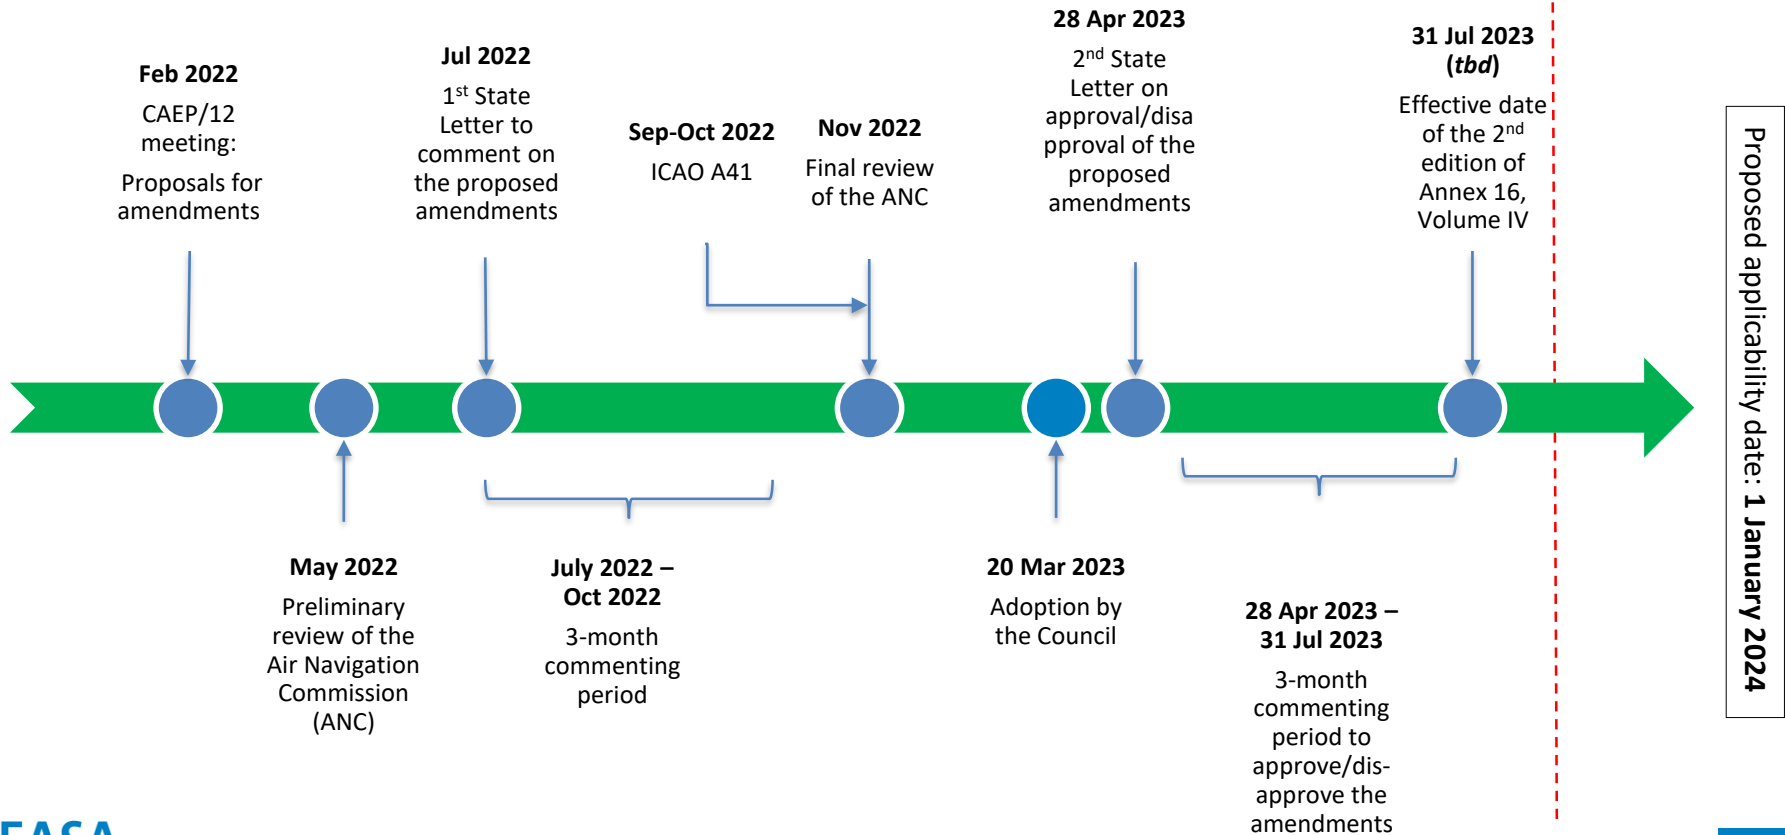 Feb 2022
CAEP/12
meeting:
Proposals for
amendments
Jul 2022
1st State
Letter to
comment on
the proposed
amendments
Sep-Oct 2022
ICAO A41
Nov 2022
Final review
of the ANC
28 Apr 2023
2nd State
Letter on
approval/disa
pproval of the
proposed
amendments
31 Jul 2023
(tbd)
Effective date
of the 2nd
edition of
Annex 16,
Volume IV
Proposed applicability date: 1 January 2024
May 2022
Preliminary
review of the
Air Navigation
Commission
(ANC)
July 2022 –
Oct 2022
3-month
commenting
period
20 Mar 2023
Adoption by
the Council
28 Apr 2023 –
31 Jul 2023
3-month
commenting
period to
approve/dis-
approve the
amendments
EASA